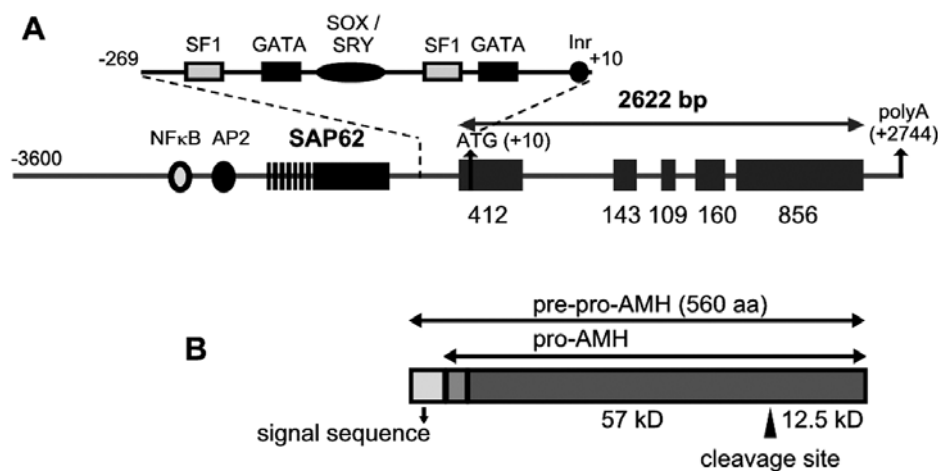 A
SOX /
SRY
SF1 GATA SF1 GATA Inr
-269 +10
2622 bp
NFκB AP2 SAP62 ATG (+10) polyA
(+2744)
-3600
412 143 109 160 856
pre-pro-AMH (560 aa)
B pro-AMH
57 kD 12.5 kD
signal sequence
cleavage site